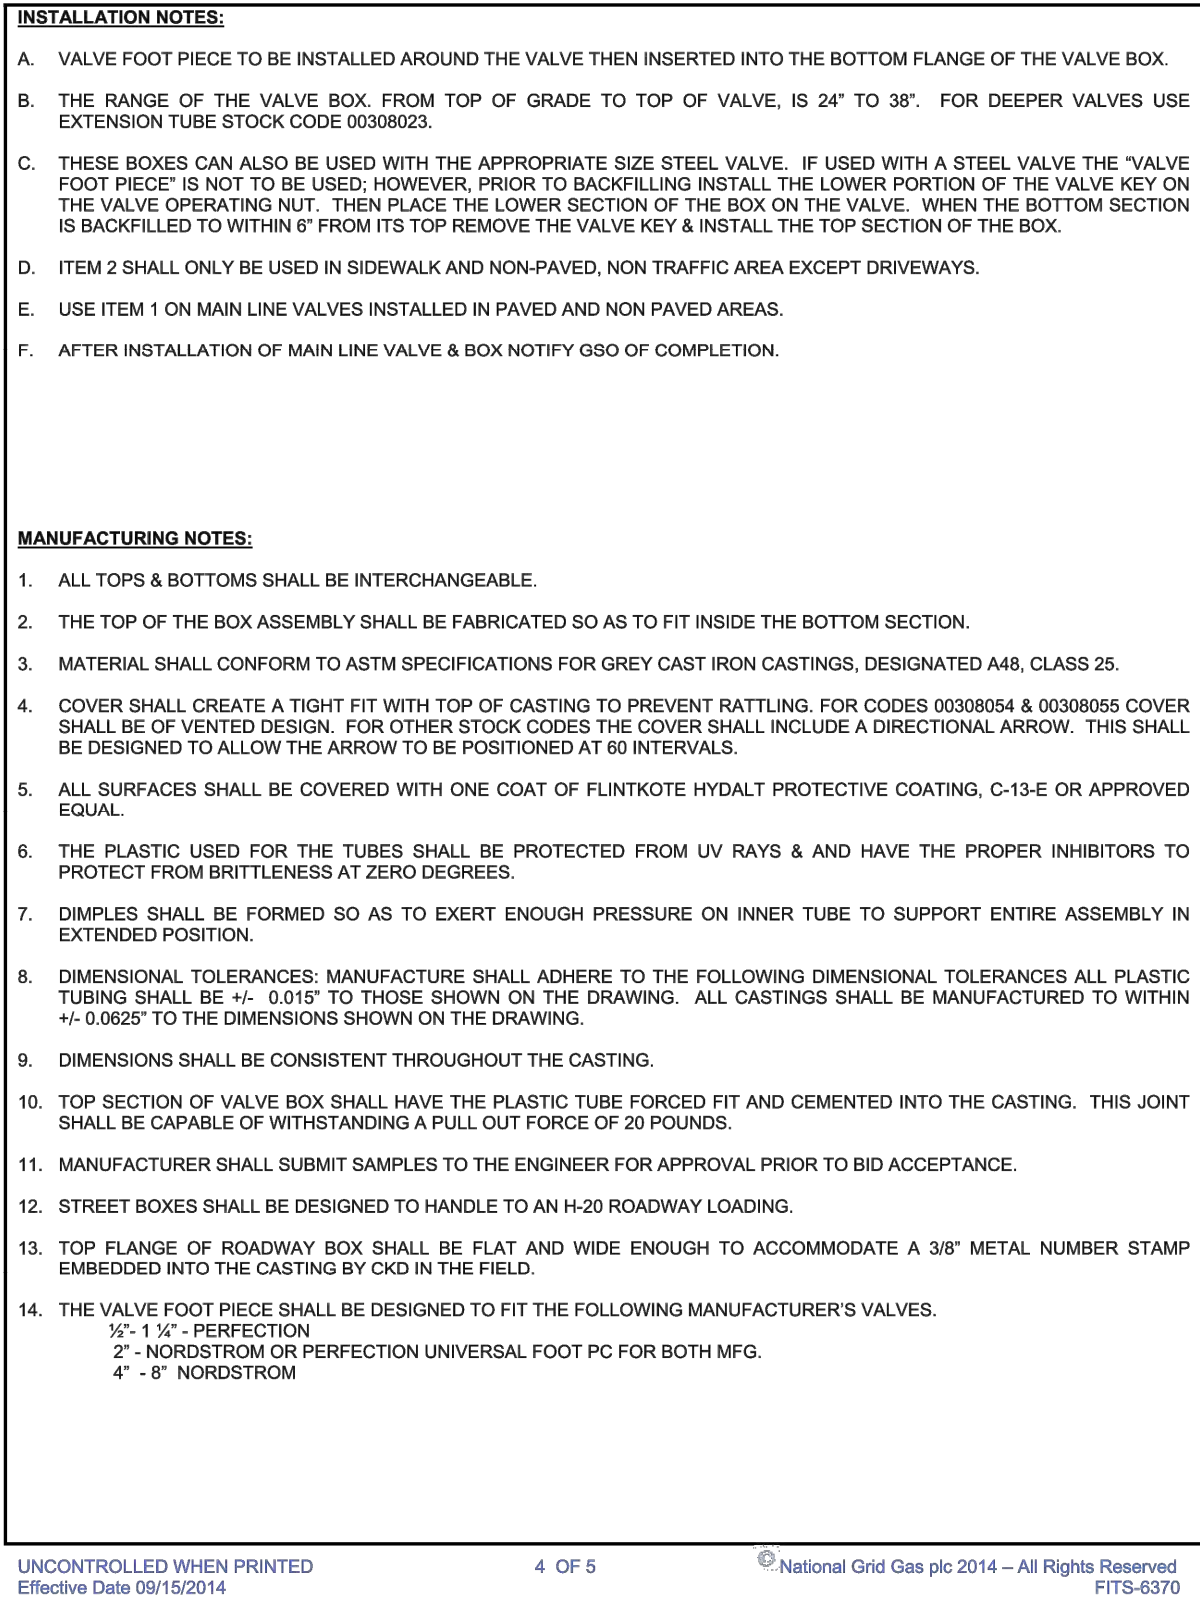 INSTALLATION NOTES:
A. VALVE FOOT PIECE TO BE INSTALLED AROUND THE VALVE THEN INSERTED INTO THE BOTTOM FLANGE OF THE VALVE BOX.
B. THE RANGE OF THE VALVE BOX. FROM TOP OF GRADE TO TOP OF VALVE, IS 24” TO 38”. FOR DEEPER VALVES USE
EXTENSION TUBE STOCK CODE 00308023.
C. THESE BOXES CAN ALSO BE USED WITH THE APPROPRIATE SIZE STEEL VALVE. IF USED WITH A STEEL VALVE THE “VALVE
FOOT PIECE” IS NOT TO BE USED; HOWEVER, PRIOR TO BACKFILLING INSTALL THE LOWER PORTION OF THE VALVE KEY ON
THE VALVE OPERATING NUT. THEN PLACE THE LOWER SECTION OF THE BOX ON THE VALVE. WHEN THE BOTTOM SECTION
IS BACKFILLED TO WITHIN 6” FROM ITS TOP REMOVE THE VALVE KEY & INSTALL THE TOP SECTION OF THE BOX.
D. ITEM 2 SHALL ONLY BE USED IN SIDEWALK AND NON-PAVED, NON TRAFFIC AREA EXCEPT DRIVEWAYS.
E. USE ITEM 1 ON MAIN LINE VALVES INSTALLED IN PAVED AND NON PAVED AREAS.
F. AFTER INSTALLATION OF MAIN LINE VALVE & BOX NOTIFY GSO OF COMPLETION.
MANUFACTURING NOTES:
1. ALL TOPS & BOTTOMS SHALL BE INTERCHANGEABLE.
2. THE TOP OF THE BOX ASSEMBLY SHALL BE FABRICATED SO AS TO FIT INSIDE THE BOTTOM SECTION.
3. MATERIAL SHALL CONFORM TO ASTM SPECIFICATIONS FOR GREY CAST IRON CASTINGS, DESIGNATED A48, CLASS 25.
4. COVER SHALL CREATE A TIGHT FIT WITH TOP OF CASTING TO PREVENT RATTLING. FOR CODES 00308054 & 00308055 COVER
SHALL BE OF VENTED DESIGN. FOR OTHER STOCK CODES THE COVER SHALL INCLUDE A DIRECTIONAL ARROW. THIS SHALL
BE DESIGNED TO ALLOW THE ARROW TO BE POSITIONED AT 60 INTERVALS.
5. ALL SURFACES SHALL BE COVERED WITH ONE COAT OF FLINTKOTE HYDALT PROTECTIVE COATING, C-13-E OR APPROVED
EQUAL.
6. THE PLASTIC USED FOR THE TUBES SHALL BE PROTECTED FROM UV RAYS & AND HAVE THE PROPER INHIBITORS TO
PROTECT FROM BRITTLENESS AT ZERO DEGREES.
7. DIMPLES SHALL BE FORMED SO AS TO EXERT ENOUGH PRESSURE ON INNER TUBE TO SUPPORT ENTIRE ASSEMBLY IN
EXTENDED POSITION.
8. DIMENSIONAL TOLERANCES: MANUFACTURE SHALL ADHERE TO THE FOLLOWING DIMENSIONAL TOLERANCES ALL PLASTIC
TUBING SHALL BE +/- 0.015” TO THOSE SHOWN ON THE DRAWING. ALL CASTINGS SHALL BE MANUFACTURED TO WITHIN
+/- 0.0625” TO THE DIMENSIONS SHOWN ON THE DRAWING.
9. DIMENSIONS SHALL BE CONSISTENT THROUGHOUT THE CASTING.
10. TOP SECTION OF VALVE BOX SHALL HAVE THE PLASTIC TUBE FORCED FIT AND CEMENTED INTO THE CASTING. THIS JOINT
SHALL BE CAPABLE OF WITHSTANDING A PULL OUT FORCE OF 20 POUNDS.
11. MANUFACTURER SHALL SUBMIT SAMPLES TO THE ENGINEER FOR APPROVAL PRIOR TO BID ACCEPTANCE.
12. STREET BOXES SHALL BE DESIGNED TO HANDLE TO AN H-20 ROADWAY LOADING.
13. TOP FLANGE OF ROADWAY BOX SHALL BE FLAT AND WIDE ENOUGH TO ACCOMMODATE A 3/8” METAL NUMBER STAMP
EMBEDDED INTO THE CASTING BY CKD IN THE FIELD.
14. THE VALVE FOOT PIECE SHALL BE DESIGNED TO FIT THE FOLLOWING MANUFACTURER’S VALVES.
½”- 1 ¼” - PERFECTION
2” - NORDSTROM OR PERFECTION UNIVERSAL FOOT PC FOR BOTH MFG.
4” - 8” NORDSTROM
UNCONTROLLED WHEN PRINTED 4 OF 5 © National Grid Gas plc 2014 – All Rights Reserved
Effective Date 09/15/2014 FITS-6370